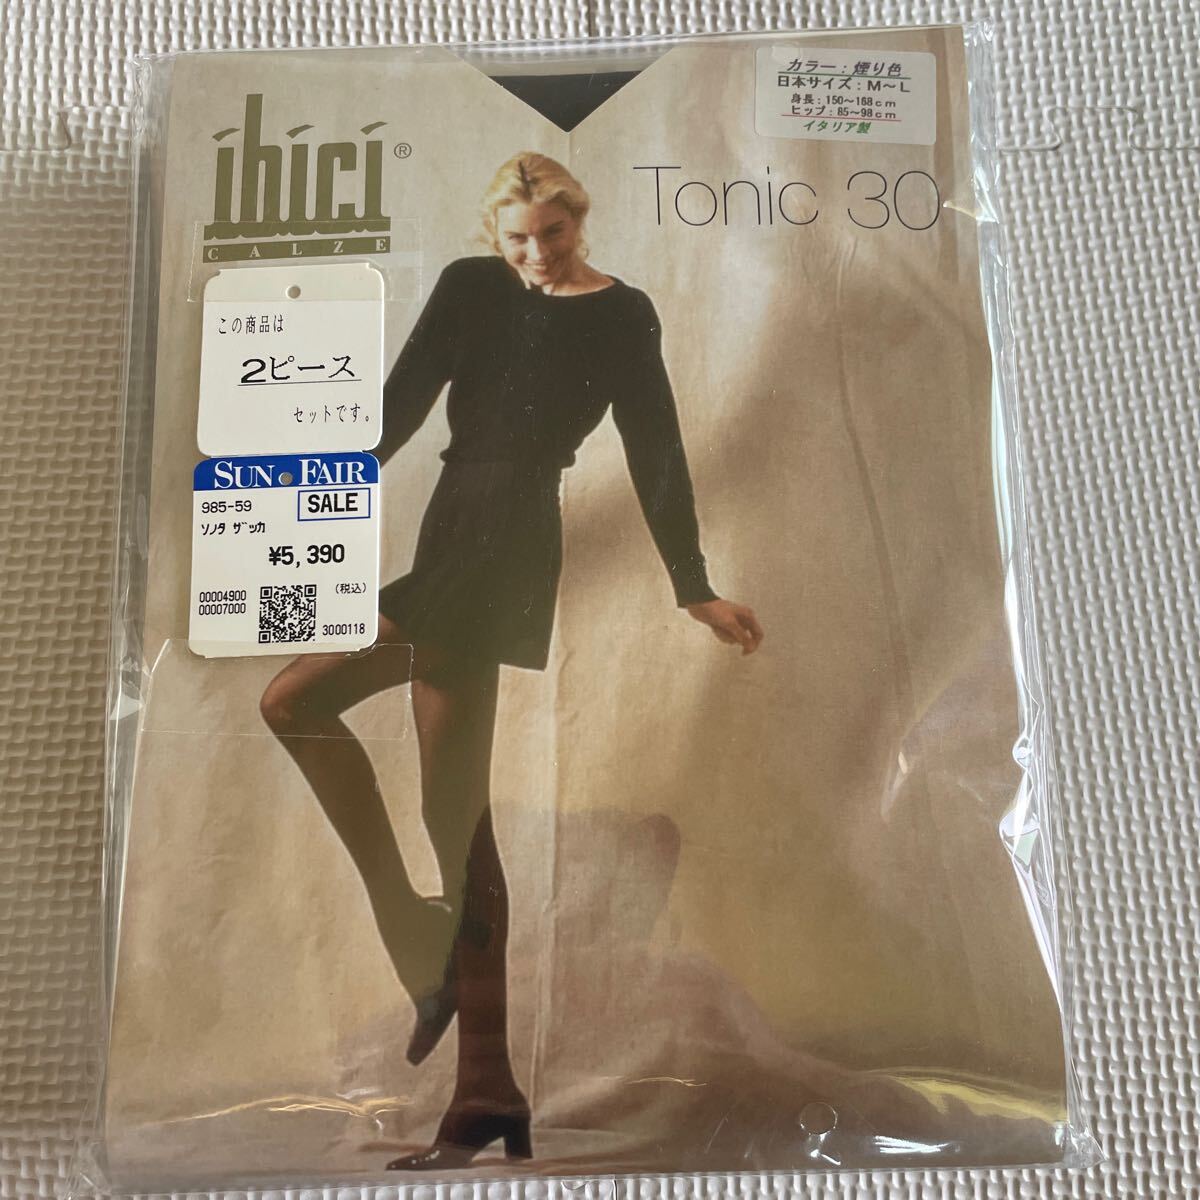 ibici®
CALZE
カラー：煙り色
日本サイズ：M～L
身長：150～168cm
ヒップ：85～98cm
イタリア製
Tonic 30
この商品は
2ピース
セットです。
SUN FAIR
985-59
SALE
ソノタ ザッカ
¥5,390
(税込)
00004900
00007000
3000118